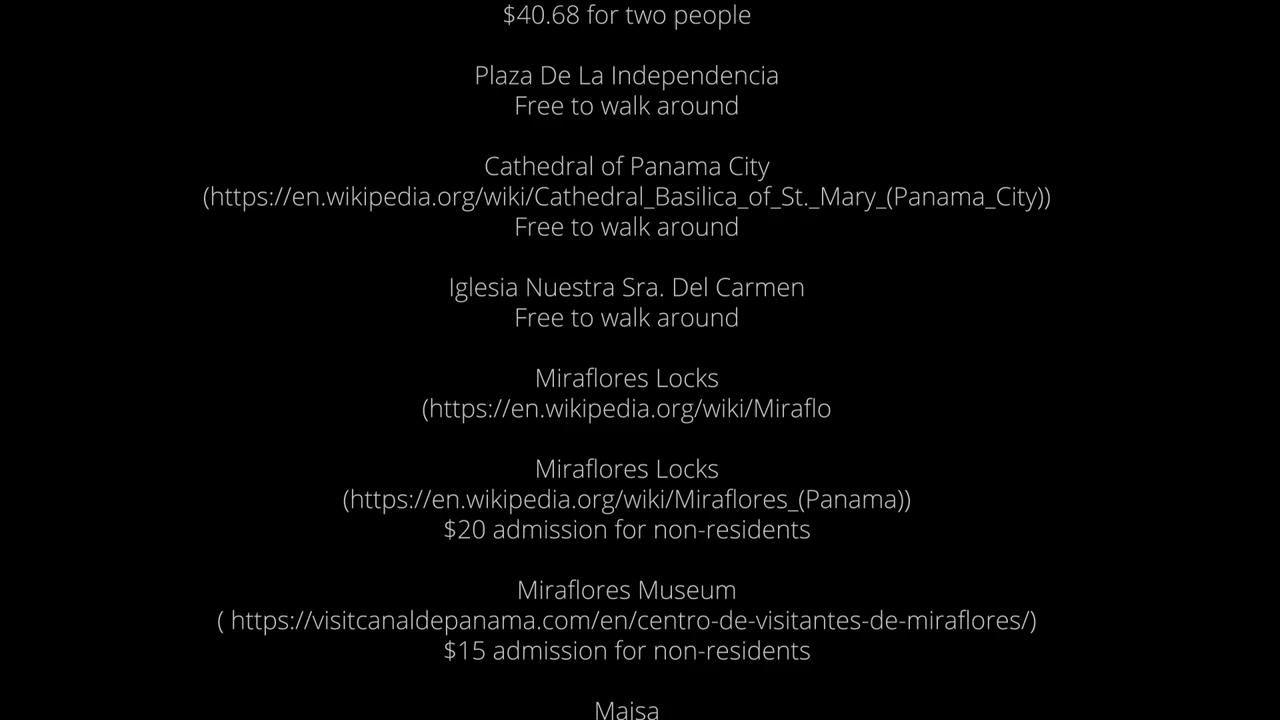 $40.68 for two people
Plaza De La Independencia
Free to walk around
Cathedral of Panama City
(https://en.wikipedia.org/wiki/Cathedral_Basilica_of_St._Mary_(Panama_City))
Free to walk around
Iglesia Nuestra Sra. Del Carmen
Free to walk around
Miraflores Locks
(https://en.wikipedia.org/wiki/Miraflo
Miraflores Locks
(https://en.wikipedia.org/wiki/Miraflores_(Panama))
$20 admission for non-residents
Miraflores Museum
( https://visitcanaldepanama.com/en/centro-de-visitantes-de-miraflores/)
$15 admission for non-residents
Maisa